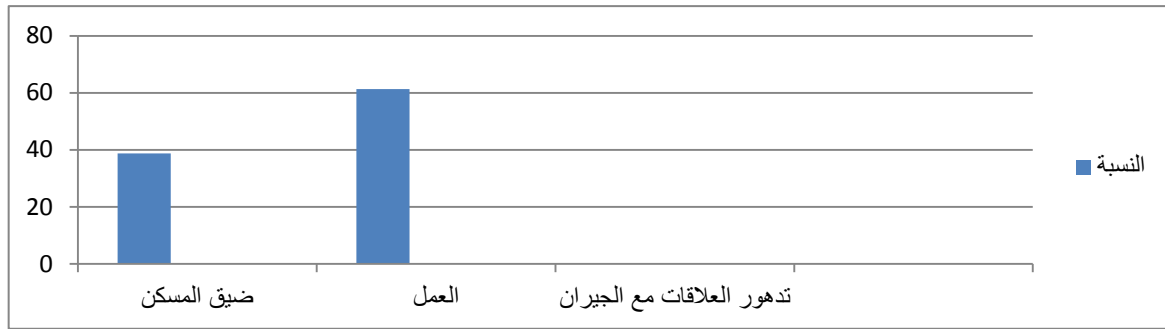 80
60
40
20
0
ضيق المسكن
العمل
تدهور العلاقات مع الجيران
النسبة